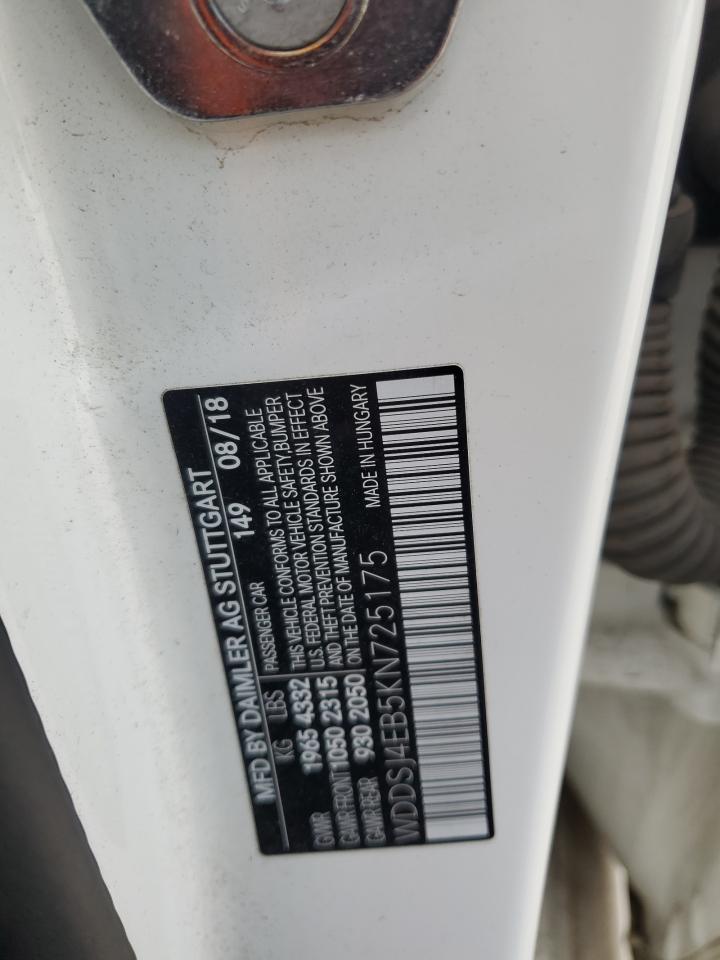 MFD BY DAIMLER AG STUTTGART
PASSENGER CAR 149 08/18
KG LBS
GVWR 1965 4332
GAWR FRONT 1050 2315
GAWR REAR 930 2050
THIS VEHICLE CONFORMS TO ALL APPLICABLE
U.S. FEDERAL MOTOR VEHICLE SAFETY,BUMPER
AND THEFT PREVENTION STANDARDS IN EFFECT
ON THE DATE OF MANUFACTURE SHOWN ABOVE
WDDSJ4EB5KN725175 MADE IN HUNGARY